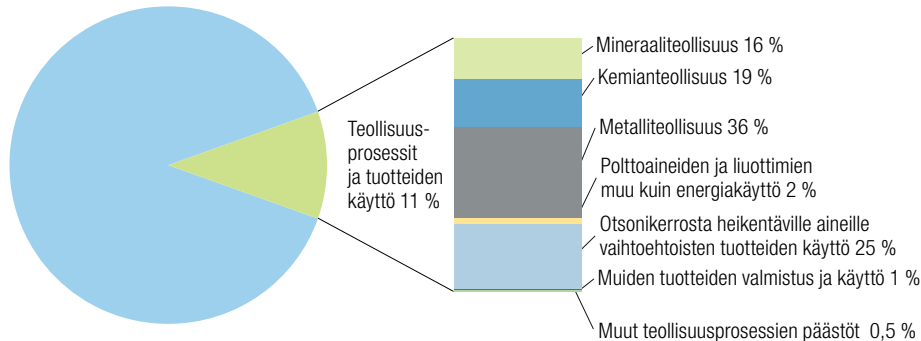 Teollisuus-
prosessit
ja tuotteiden
käyttö 11 %
Mineraaliteollisuus 16 %
Kemianteollisuus 19 %
Metalliteollisuus 36 %
Polttoaineiden ja liuottimien
muu kuin energiakäyttö 2 %
Otsonikerrosta heikentäville aineille
vaihtoehtoisten tuotteiden käyttö 25 %
Muiden tuotteiden valmistus ja käyttö 1 %
Muut teollisuusprosessien päästöt 0,5 %